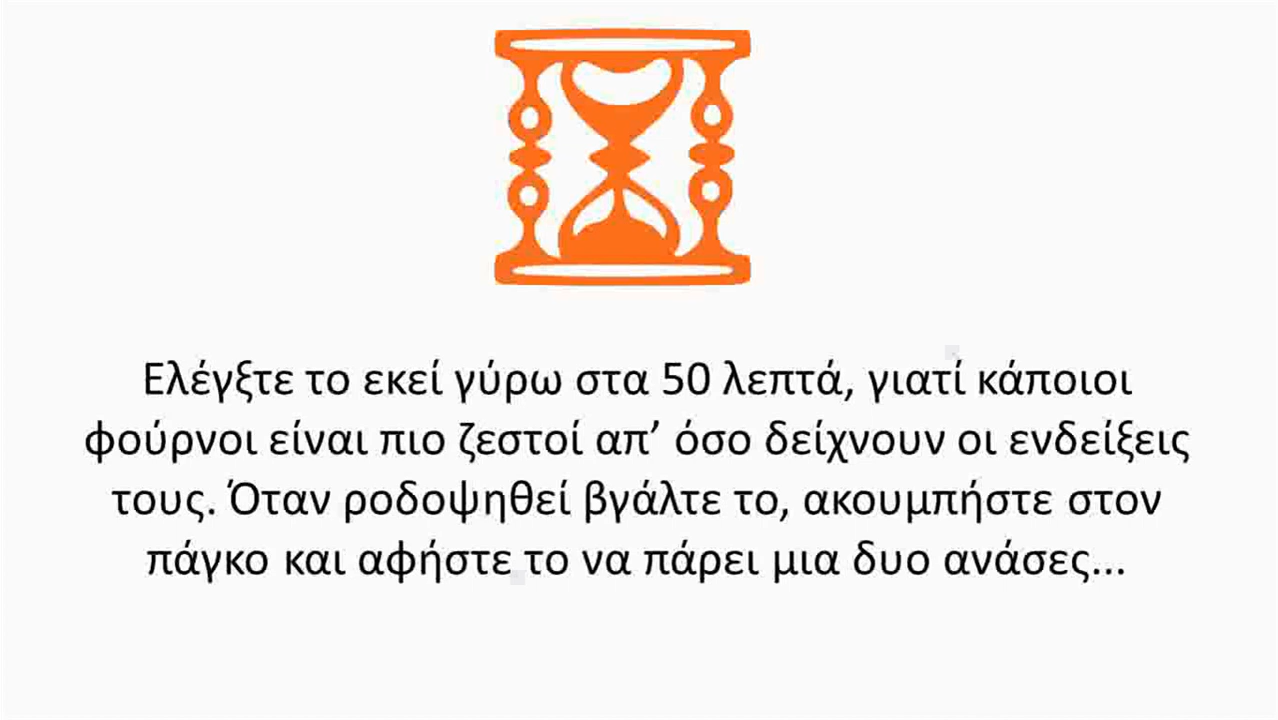 Ελέγξτε το εκεί γύρω στα 50 λεπτά, γιατί κάποιοι
φούρνοι είναι πιο ζεστοί απ’ όσο δείχνουν οι ενδείξεις
τους. Όταν ροδοψηθεί βγάλτε το, ακουμπήστε στον
πάγκο και αφήστε το να πάρει μια δυο ανάσες...